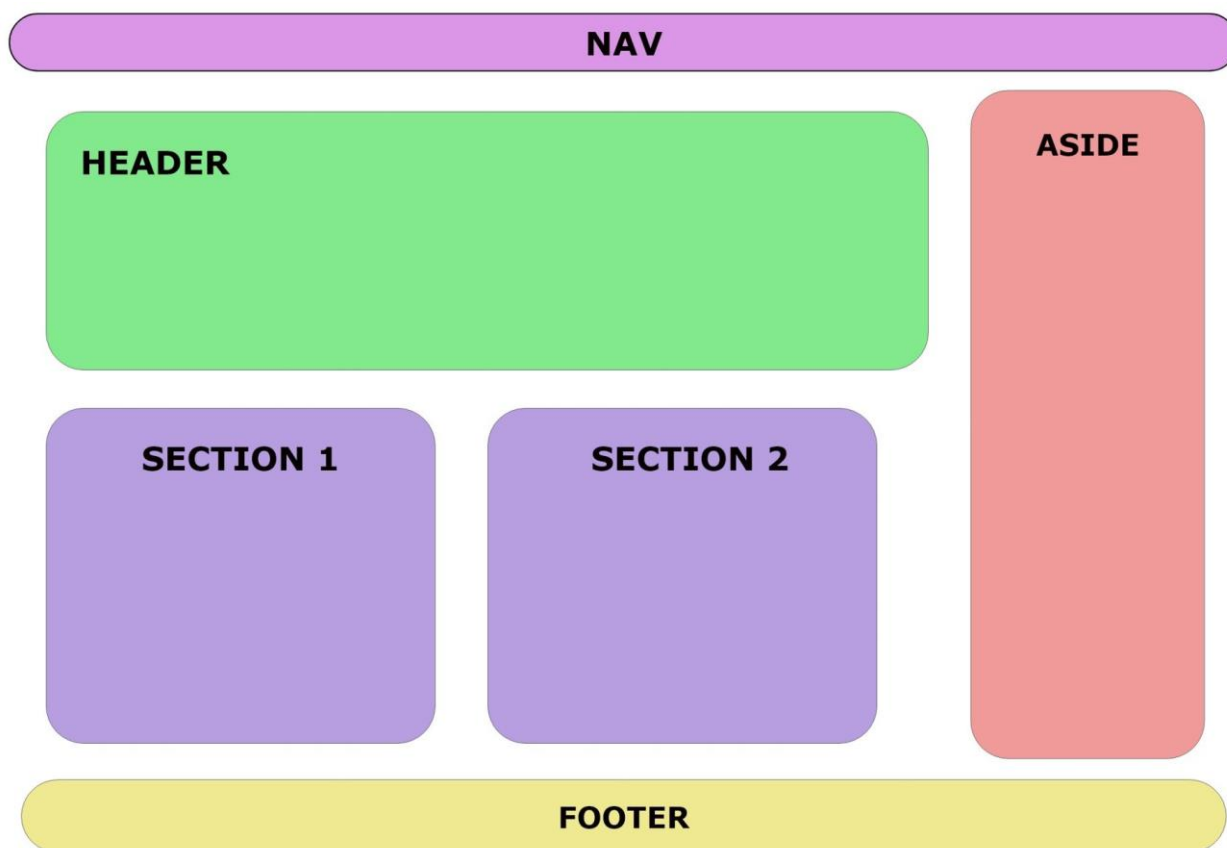 NAV
HEADER
ASIDE
SECTION 1
SECTION 2
FOOTER